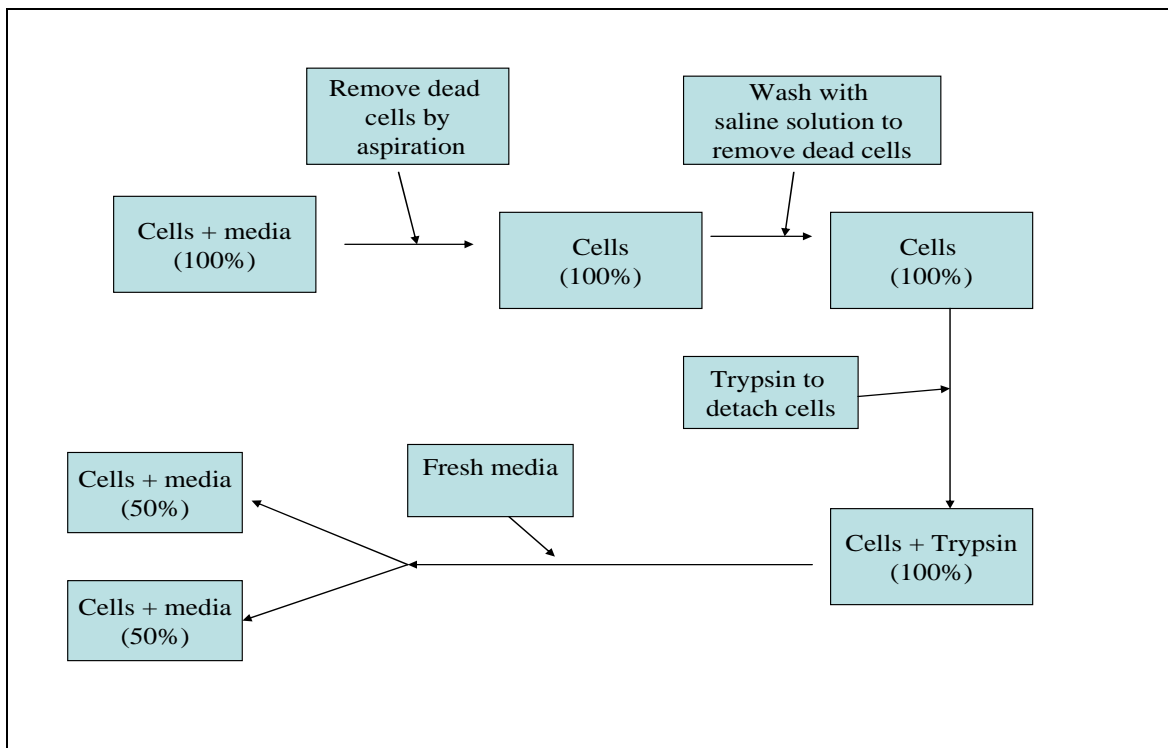 Remove dead
cells by
aspiration
Wash with
saline solution to
remove dead cells
Cells + media
(100%)
Cells
(100%)
Cells
(100%)
Trypsin to
detach cells
Fresh media
Cells + media
(50%)
Cells + Trypsin
(100%)
Cells + media
(50%)